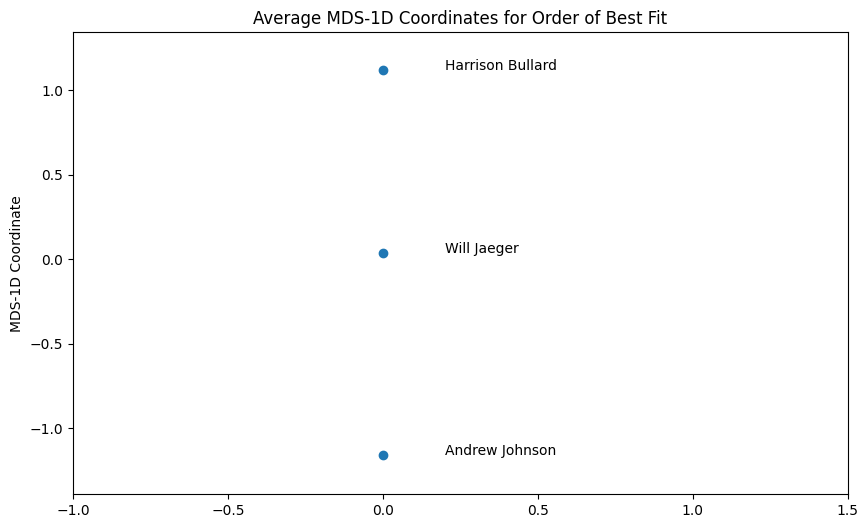 Average MDS-1D Coordinates for Order of Best Fit
Harrison Bullard
1.0
0.5
Will Jaeger
0.0
MDS-1D Coordinate
−0.5
−1.0
Andrew Johnson
−1.0 −0.5 0.0 0.5 1.0 1.5